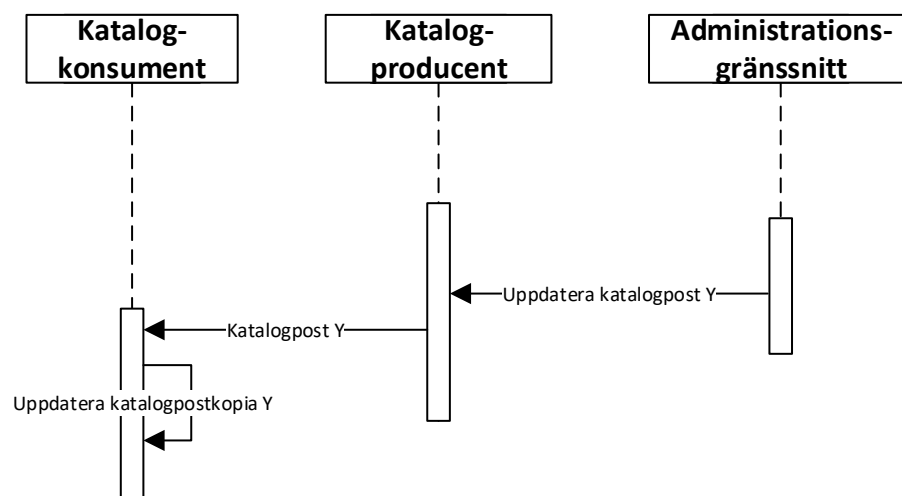 Katalog-
konsument
Katalog-
producent
Administrations-
gränssnitt
Uppdatera katalogpost Y
Katalogpost Y
Uppdatera katalogpostkopia Y